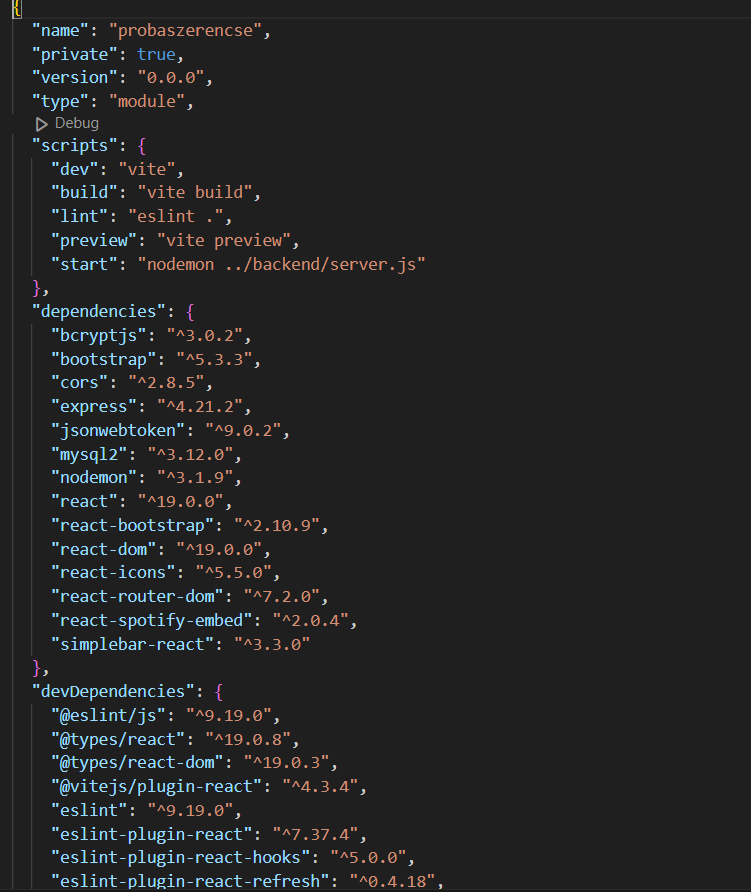 {
"name": "probaszerencse",
"private": true,
"version": "0.0.0",
"type": "module",
Debug
"scripts": {
"dev": "vite",
"build": "vite build",
"lint": "eslint .",
"preview": "vite preview",
"start": "nodemon ../backend/server.js"
},
"dependencies": {
"bcryptjs": "^3.0.2",
"bootstrap": "^5.3.3",
"cors": "^2.8.5",
"express": "^4.21.2",
"jsonwebtoken": "^9.0.2",
"mysql2": "^3.12.0",
"nodemon": "^3.1.9",
"react": "^19.0.0",
"react-bootstrap": "^2.10.9",
"react-dom": "^19.0.0",
"react-icons": "^5.5.0",
"react-router-dom": "^7.2.0",
"react-spotify-embed": "^2.0.4",
"simplebar-react": "^3.3.0"
},
"devDependencies": {
"@eslint/js": "^9.19.0",
"@types/react": "^19.0.8",
"@types/react-dom": "^19.0.3",
"@vitejs/plugin-react": "^4.3.4",
"eslint": "^9.19.0",
"eslint-plugin-react": "^7.37.4",
"eslint-plugin-react-hooks": "^5.0.0",
"eslint-plugin-react-refresh": "^0.4.18",